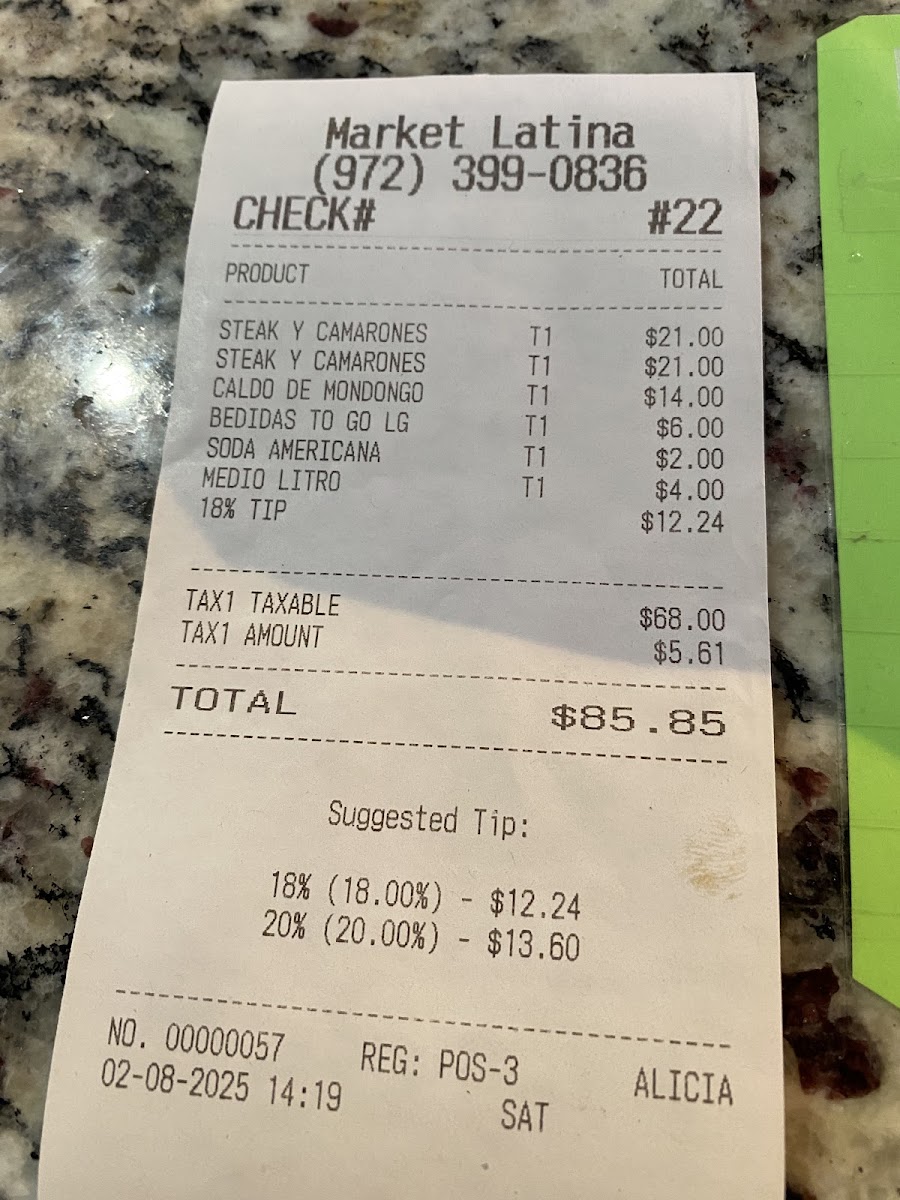 Market Latina
(972) 399-0836
CHECK# #22
PRODUCT TOTAL
STEAK Y CAMARONES T1 $21.00
STEAK Y CAMARONES T1 $21.00
CALDO DE MONDONGO T1 $14.00
BEDIDAS TO GO LG T1 $6.00
SODA AMERICANA T1 $2.00
MEDIO LITRO T1 $4.00
18% TIP $12.24
TAX1 TAXABLE $68.00
TAX1 AMOUNT $5.61
TOTAL $85.85
Suggested Tip:
18% (18.00%) - $12.24
20% (20.00%) - $13.60
NO. 00000057 REG: POS-3 ALICIA
02-08-2025 14:19 SAT